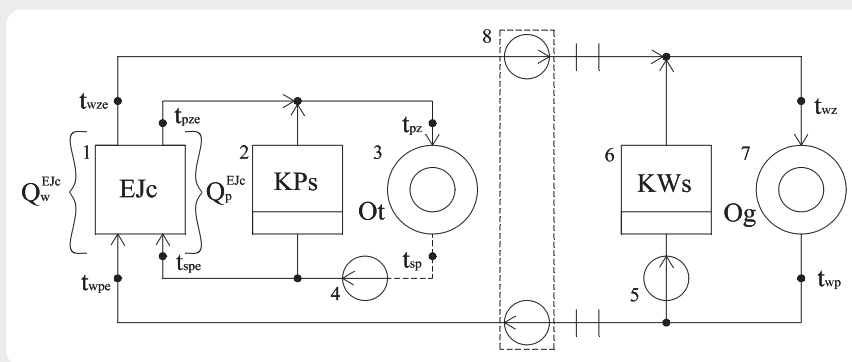 8
t_wze
t_pze
t_pz
t_wz
1
2
3
6
7
Q_w^EJc
EJc
Q_p^EJc
KPs
Ot
KWs
Og
t_spe
t_sp
t_wpe
4
5
t_wp